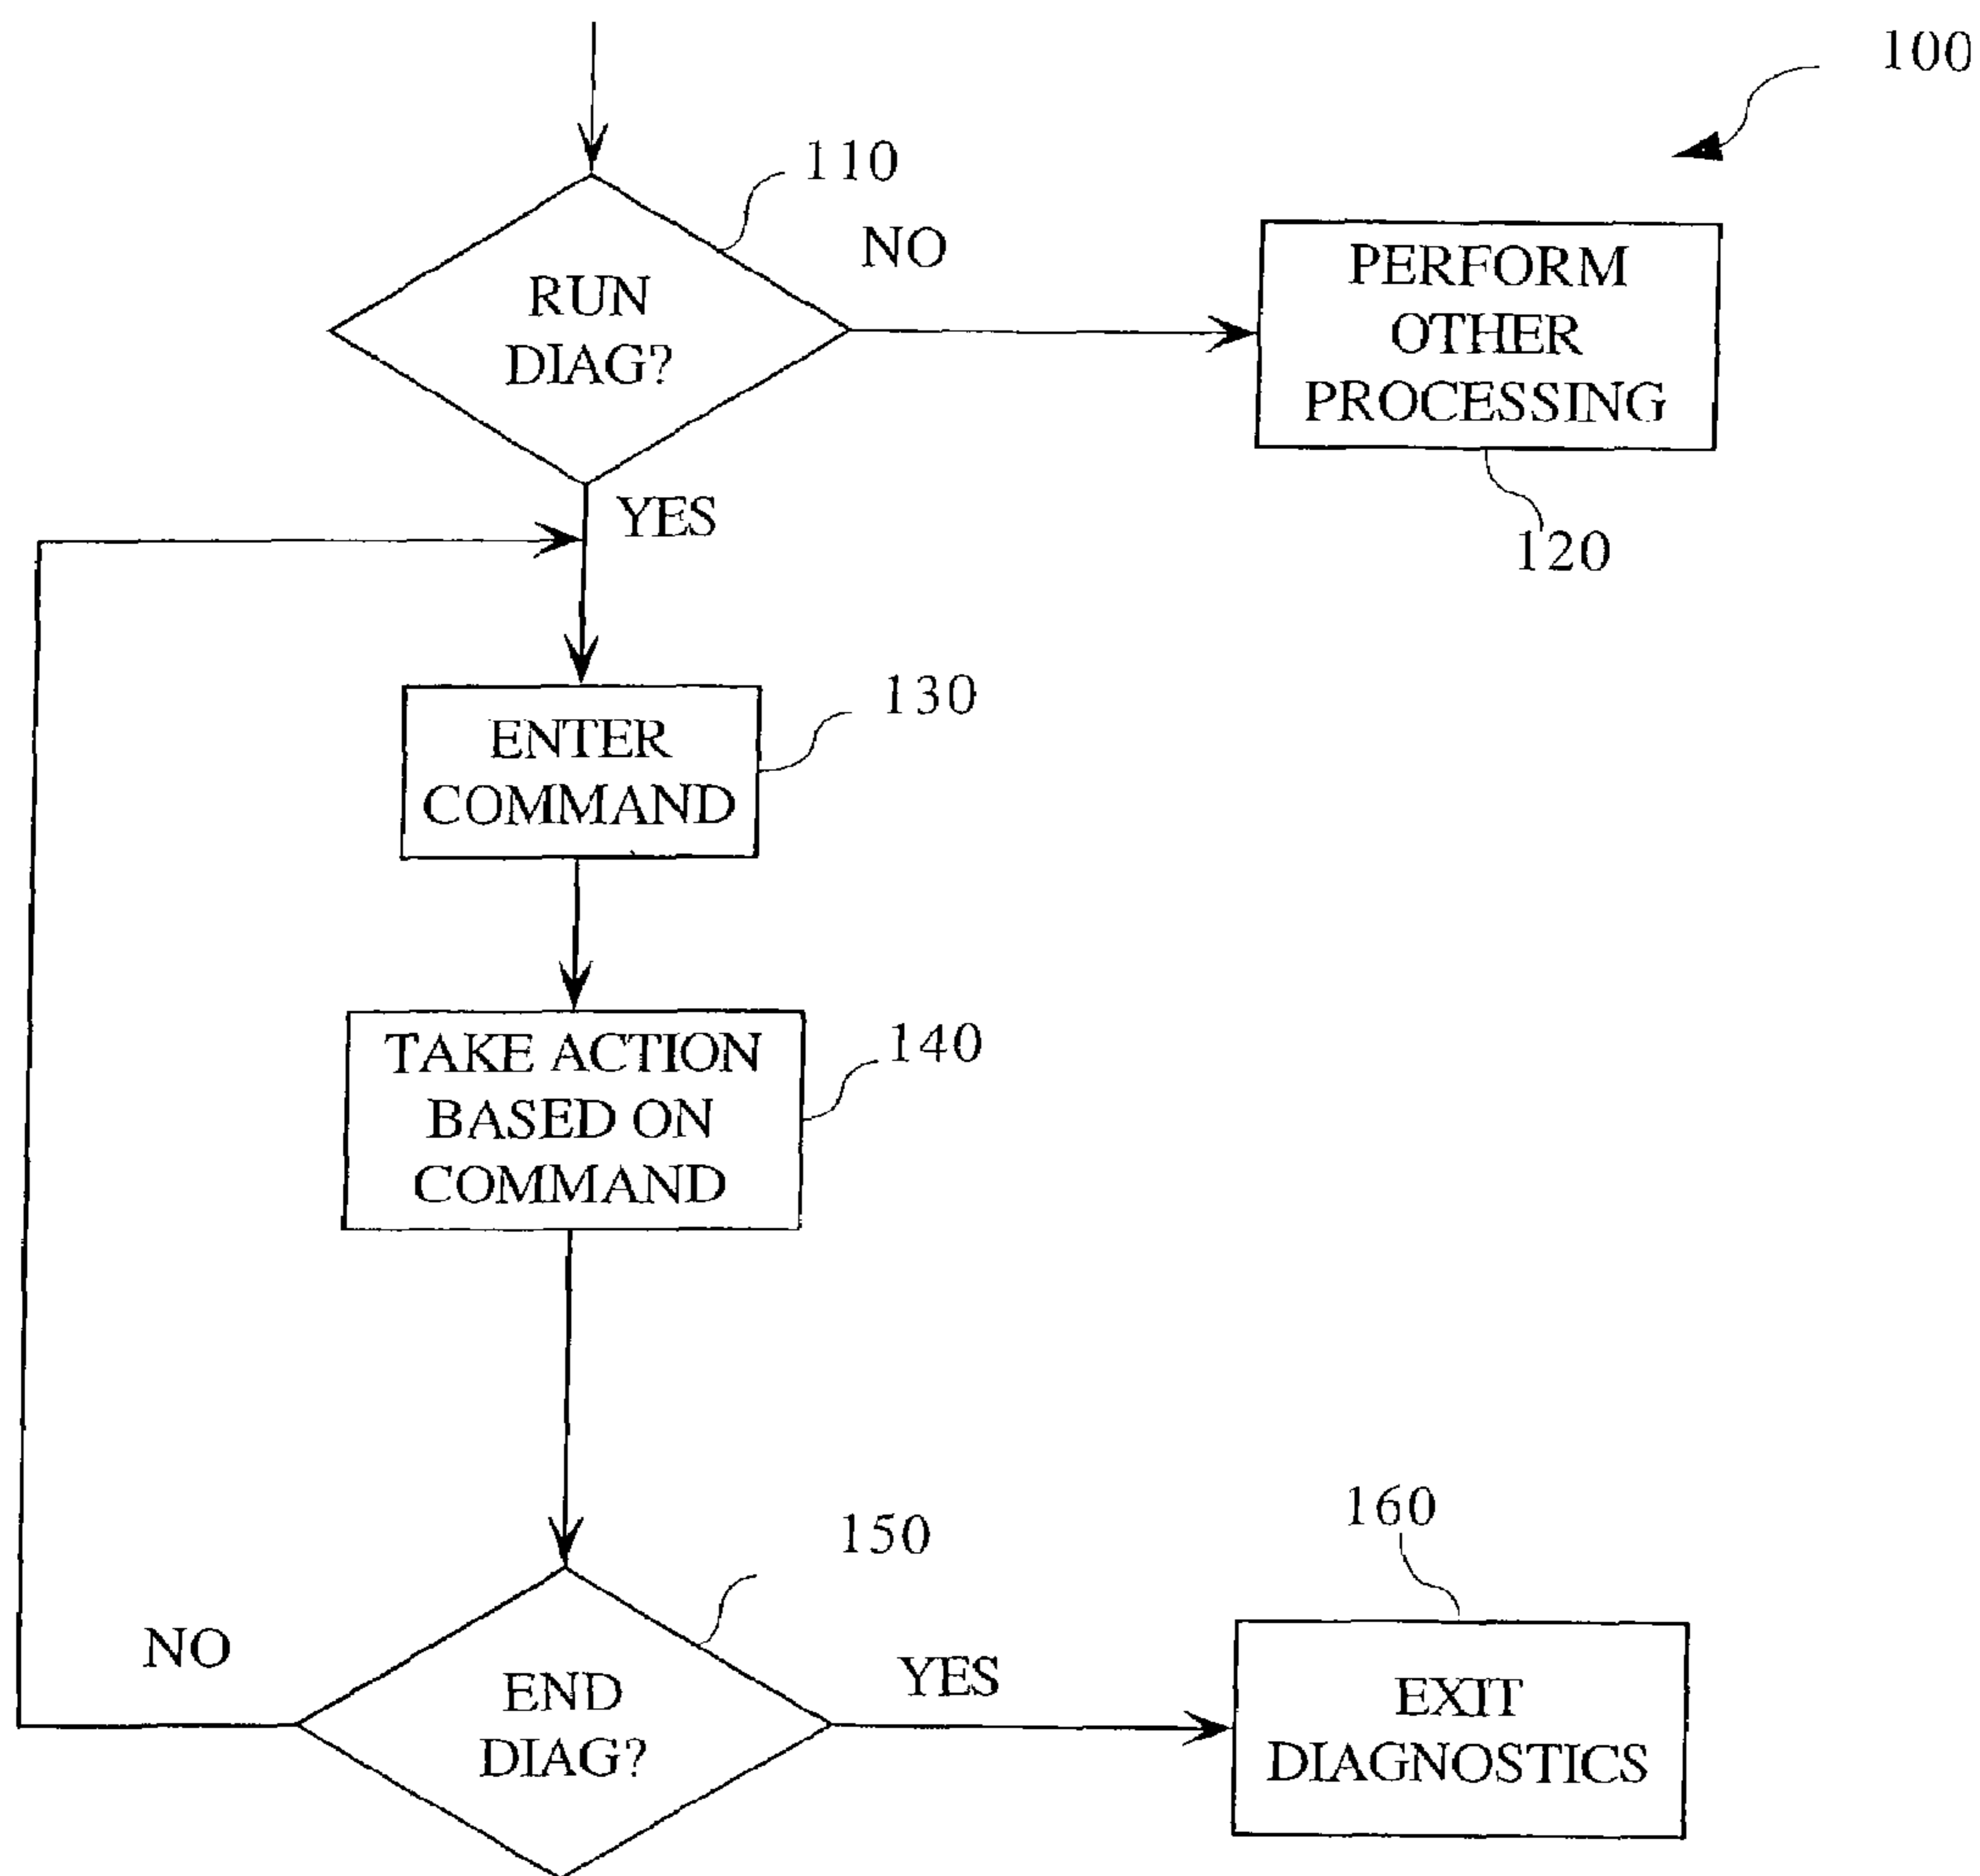 100
110
NO
RUN
DIAG?
PERFORM
OTHER
PROCESSING
YES
120
130
ENTER
COMMAND
140
TAKE ACTION
BASED ON
COMMAND
150
160
NO
END
DIAG?
YES
EXIT
DIAGNOSTICS